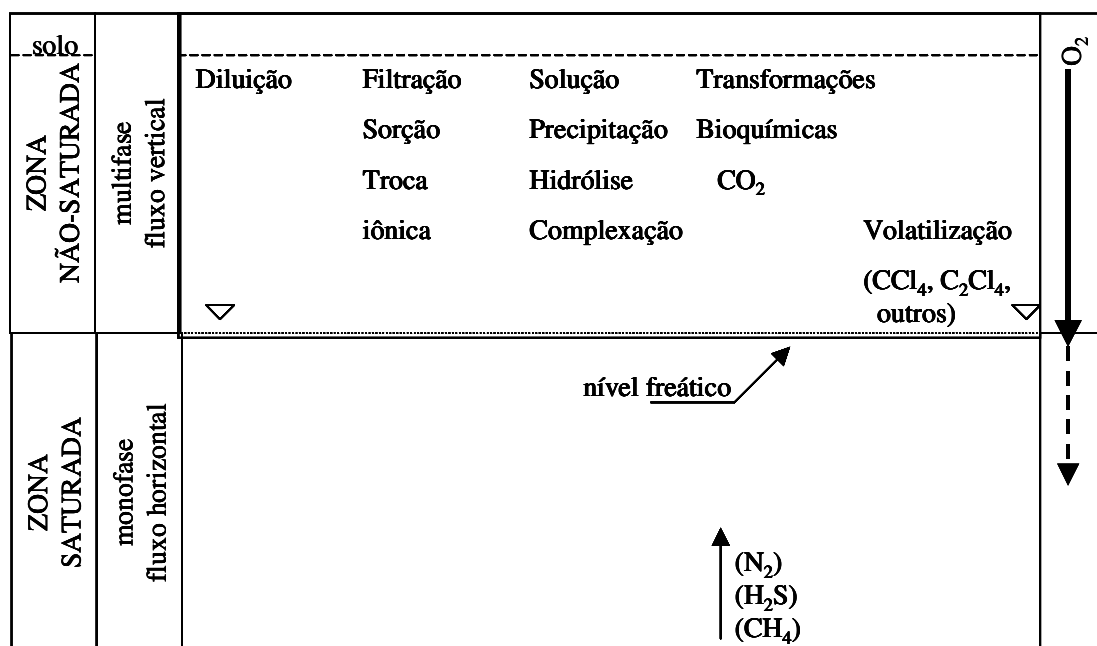 solo
O₂
ZONA
NÃO-SATURADA
multifase
fluxo vertical
Diluição
Filtração
Sorção
Troca
iônica
Solução
Precipitação
Hidrólise
Complexação
Transformações
Bioquímicas
CO₂
Volatilização
(CCl₄, C₂Cl₄,
outros)
nível freático
ZONA
SATURADA
monofase
fluxo horizontal
(N₂)
(H₂S)
(CH₄)